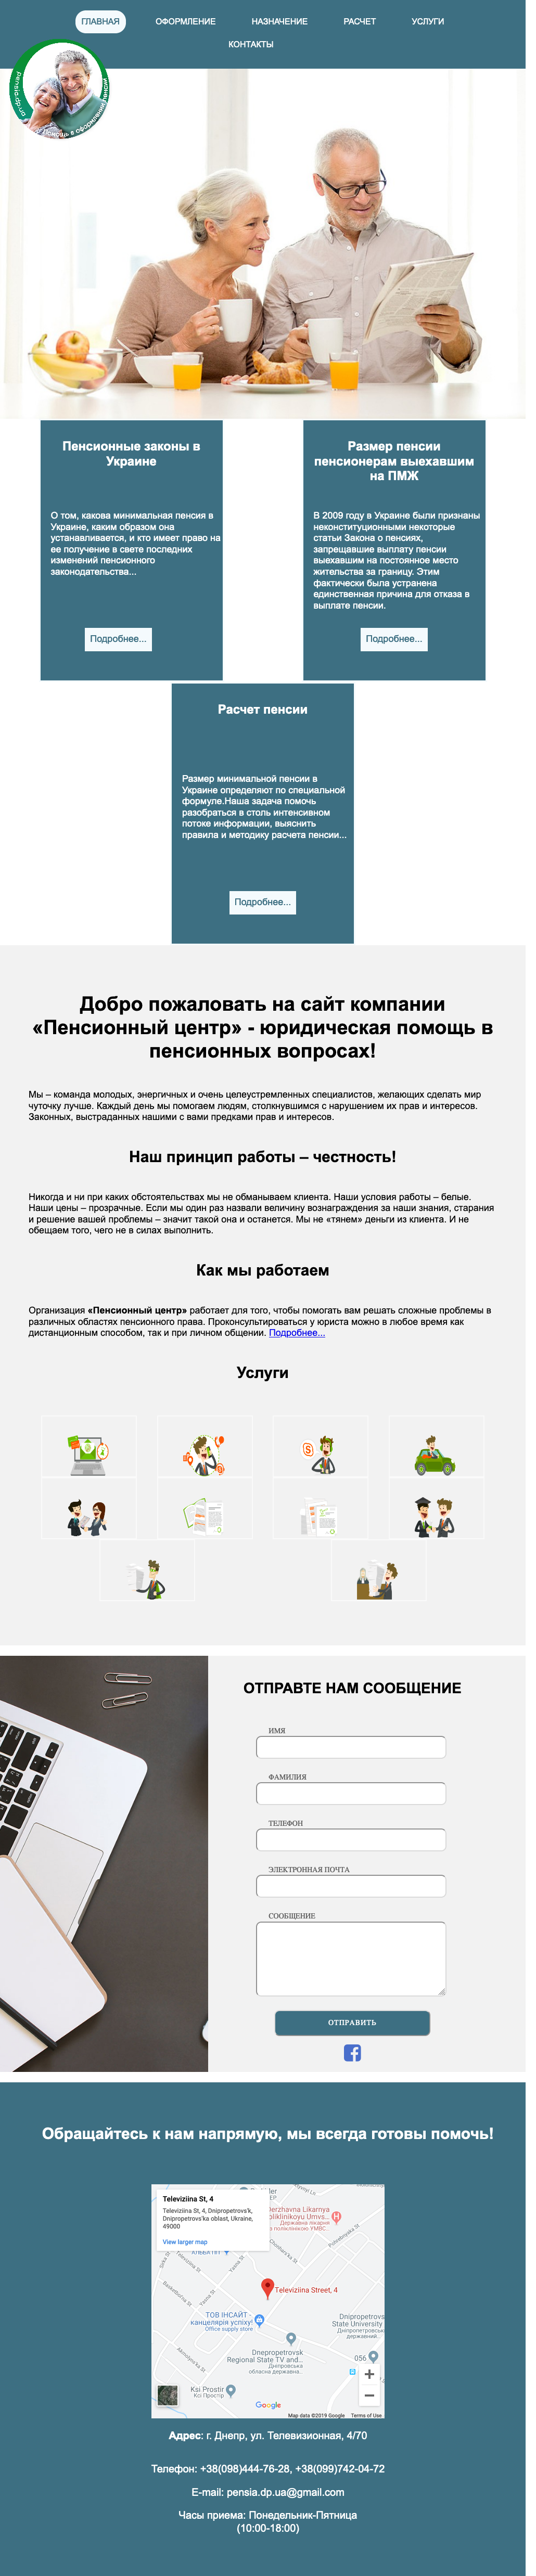 ГЛАВНАЯ ОФОРМЛЕНИЕ НАЗНАЧЕНИЕ РАСЧЕТ УСЛУГИ
КОНТАКТЫ
Помощь в оформлении пенсии
Пенсионные законы в
Украине
О том, какова минимальная пенсия в
Украине, каким образом она
устанавливается, и кто имеет право на
ее получение в свете последних
изменений пенсионного
законодательства...
Подробнее...
Размер пенсии
пенсионерам выехавшим
на ПМЖ
В 2009 году в Украине были признаны
неконституционными некоторые
статьи Закона о пенсиях,
запрещавшие выплату пенсии
выехавшим на постоянное место
жительства за границу. Этим
фактически была устранена
единственная причина для отказа в
выплате пенсии.
Подробнее...
Расчет пенсии
Размер минимальной пенсии в
Украине определяют по специальной
формуле.Наша задача помочь
разобраться в столь интенсивном
потоке информации, выяснить
правила и методику расчета пенсии...
Подробнее...
Добро пожаловать на сайт компании
«Пенсионный центр» - юридическая помощь в
пенсионных вопросах!
Мы – команда молодых, энергичных и очень целеустремленных специалистов, желающих сделать мир
чуточку лучше. Каждый день мы помогаем людям, столкнувшимся с нарушением их прав и интересов.
Законных, выстраданных нашими с вами предками прав и интересов.
Наш принцип работы – честность!
Никогда и ни при каких обстоятельствах мы не обманываем клиента. Наши условия работы – белые.
Наши цены – прозрачные. Если мы один раз назвали величину вознаграждения за наши знания, старания
и решение вашей проблемы – значит такой она и останется. Мы не «тянем» деньги из клиента. И не
обещаем того, чего не в силах выполнить.
Как мы работаем
Организация «Пенсионный центр» работает для того, чтобы помогать вам решать сложные проблемы в
различных областях пенсионного права. Проконсультироваться у юриста можно в любое время как
дистанционным способом, так и при личном общении. Подробнее...
Услуги
ОТПРАВТЕ НАМ СООБЩЕНИЕ
ИМЯ
ФАМИЛИЯ
ТЕЛЕФОН
ЭЛЕКТРОННАЯ ПОЧТА
СООБЩЕНИЕ
ОТПРАВИТЬ
Обращайтесь к нам напрямую, мы всегда готовы помочь!
Televiziina St, 4
Televiziina St, 4, Dnipropetrovs'k,
Dnipropetrovs'ka oblast, Ukraine,
49000
View larger map
Derzhavna Likarnya
Державна лікарня
Televiziina Street, 4
ТОВ ІНСАЙТ -
канцелярія успіху!
Office supply store
Dnipropetrovs
State University
Дніпропетровс
державний...
Dnepropetrovsk
Regional State TV and...
Дніпровська
обласна державна...
056
Ksi Prostir
Ксі Простір
Google
Map data ©2019 Google Terms of Use
Адрес: г. Днепр, ул. Телевизионная, 4/70
Телефон: +38(098)444-76-28, +38(099)742-04-72
E-mail: pensia.dp.ua@gmail.com
Часы приема: Понедельник-Пятница
(10:00-18:00)